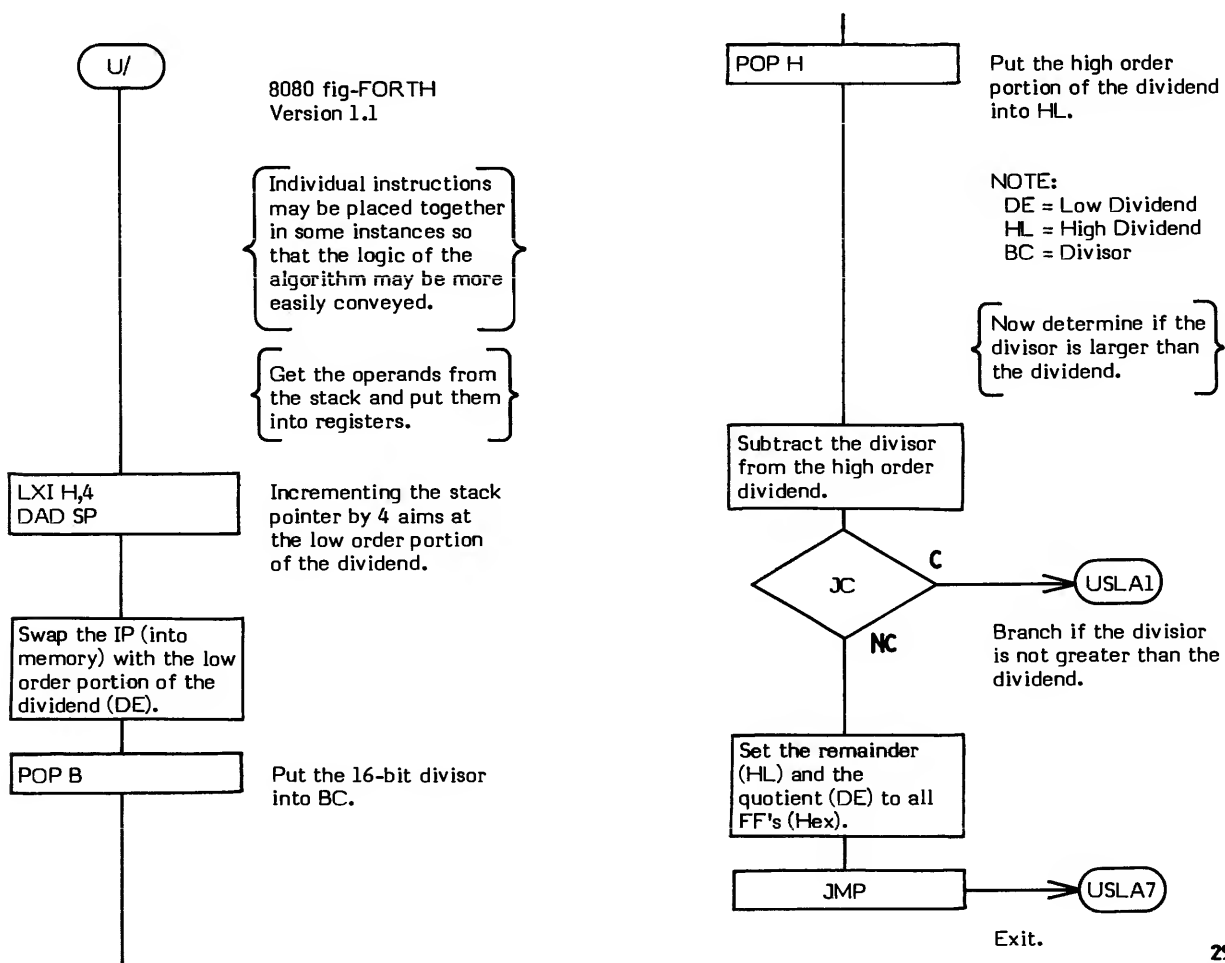 U/
8080 fig-FORTH
Version 1.1
Individual instructions
may be placed together
in some instances so
that the logic of the
algorithm may be more
easily conveyed.
Get the operands from
the stack and put them
into registers.
LXI H,4
DAD SP
Incrementing the stack
pointer by 4 aims at
the low order portion
of the dividend.
Swap the IP (into
memory) with the low
order portion of the
dividend (DE).
POP B
Put the 16-bit divisor
into BC.
POP H
Put the high order
portion of the dividend
into HL.
NOTE:
DE = Low Dividend
HL = High Dividend
BC = Divisor
Now determine if the
divisor is larger than
the dividend.
Subtract the divisor
from the high order
dividend.
JC
C
USLA1
NC
Branch if the divisior
is not greater than the
dividend.
Set the remainder
(HL) and the
quotient (DE) to all
FF's (Hex).
JMP
USLA7
Exit.